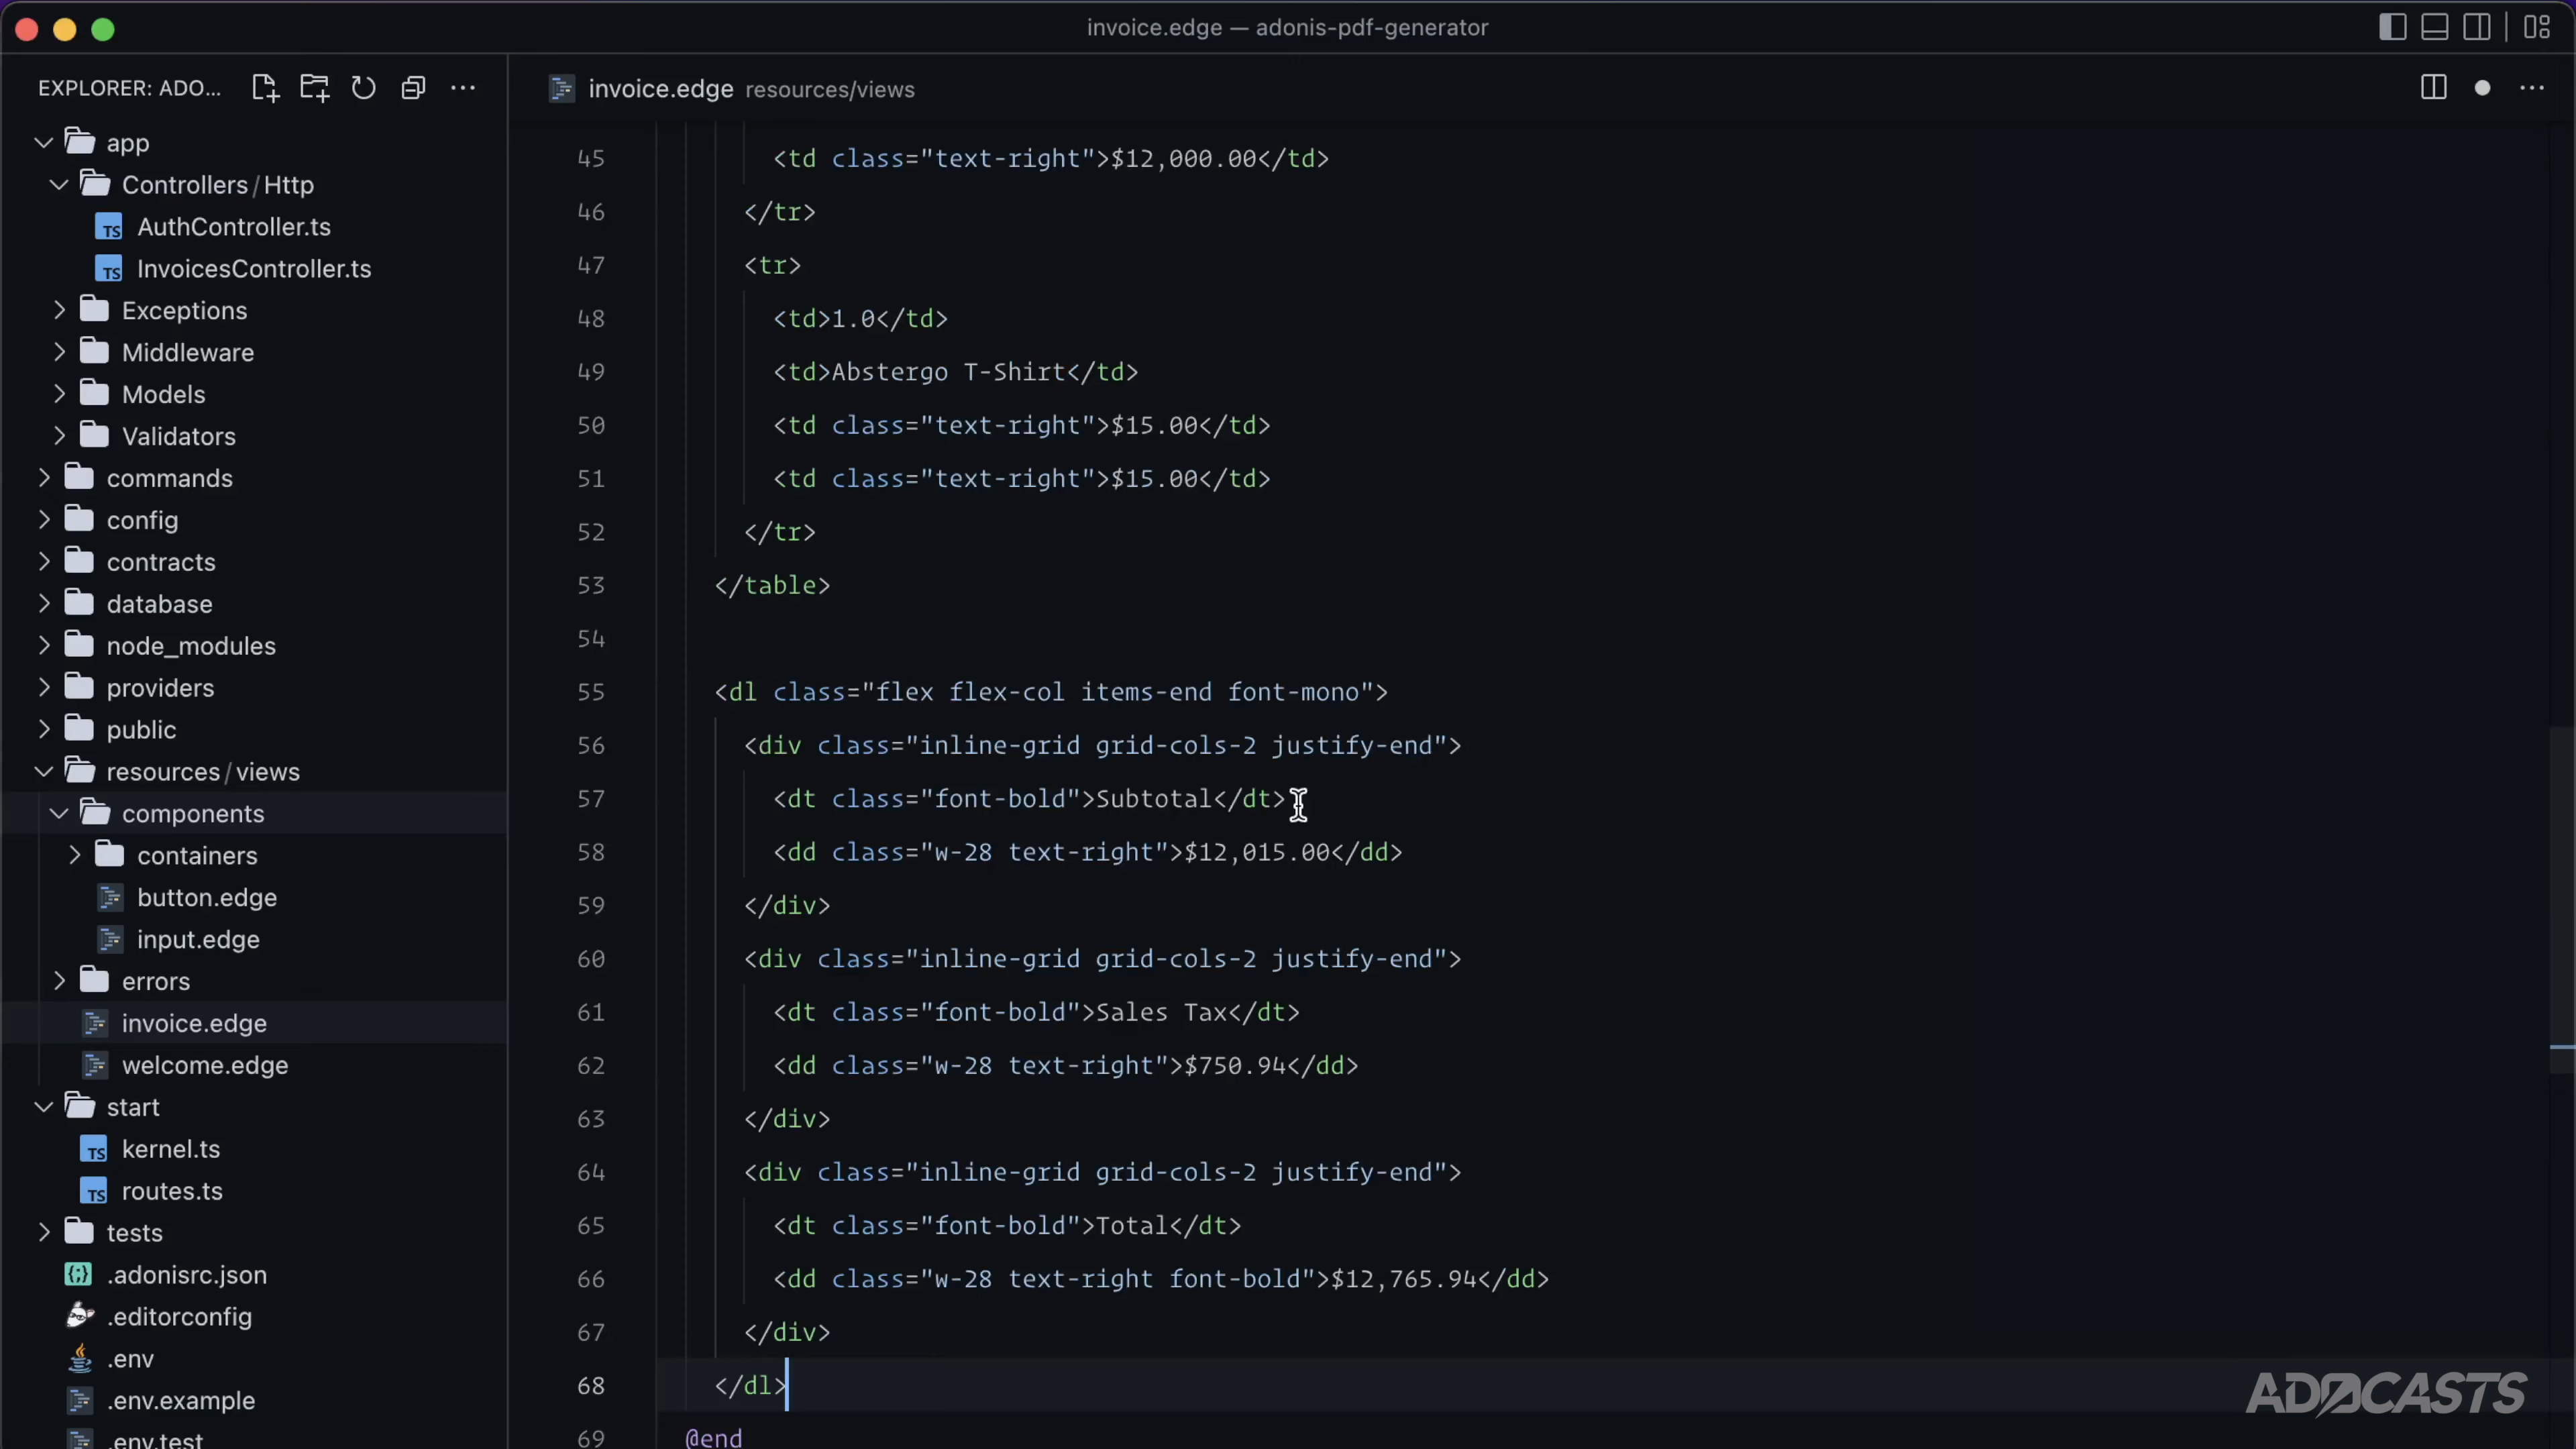 invoice.edge — adonis-pdf-generator
EXPLORER: ADO...
invoice.edge resources/views
app
Controllers/Http
AuthController.ts
InvoicesController.ts
Exceptions
Middleware
Models
Validators
commands
config
contracts
database
node_modules
providers
public
resources/views
components
containers
button.edge
input.edge
errors
invoice.edge
welcome.edge
start
kernel.ts
routes.ts
tests
.adonisrc.json
.editorconfig
.env
.env.example
.env.test
45 <td class="text-right">$12,000.00</td>
46 </tr>
47 <tr>
48 <td>1.0</td>
49 <td>Abstergo T-Shirt</td>
50 <td class="text-right">$15.00</td>
51 <td class="text-right">$15.00</td>
52 </tr>
53 </table>
54
55 <dl class="flex flex-col items-end font-mono">
56 <div class="inline-grid grid-cols-2 justify-end">
57 <dt class="font-bold">Subtotal</dt>
58 <dd class="w-28 text-right">$12,015.00</dd>
59 </div>
60 <div class="inline-grid grid-cols-2 justify-end">
61 <dt class="font-bold">Sales Tax</dt>
62 <dd class="w-28 text-right">$750.94</dd>
63 </div>
64 <div class="inline-grid grid-cols-2 justify-end">
65 <dt class="font-bold">Total</dt>
66 <dd class="w-28 text-right font-bold">$12,765.94</dd>
67 </div>
68 </dl>
69 @end
ADOCASTS